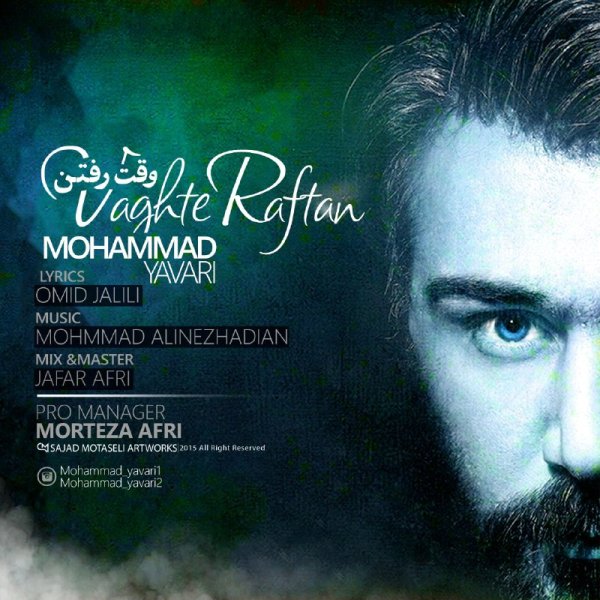 وقت رفتن
Vaghte Raftan
MOHAMMAD
YAVARI
LYRICS
OMID JALILI
MUSIC
MOHMMAD ALINEZHADIAN
MIX &MASTER
JAFAR AFRI
PRO MANAGER
MORTEZA AFRI
SAJAD MOTASELI ARTWORKS|2015 All Right Reserved
Mohammad_yavari1
Mohammad_yavari2